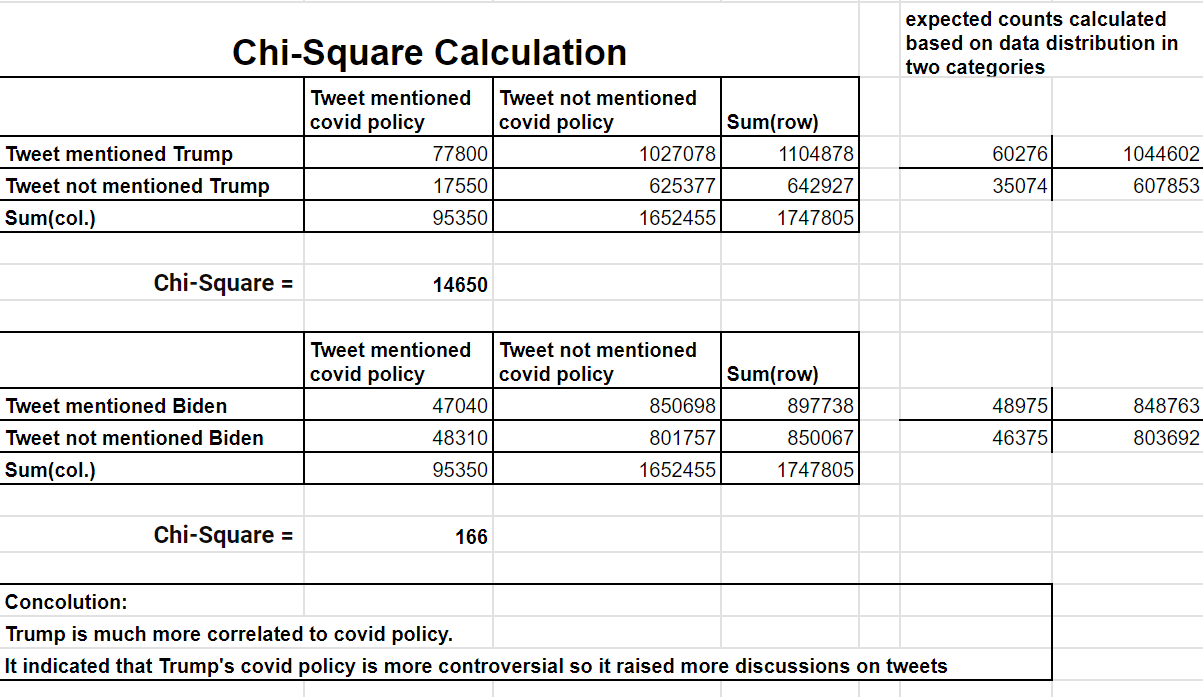 expected counts calculated
based on data distribution in
two categories
Chi-Square Calculation
Tweet mentioned covid policy Tweet not mentioned covid policy Sum(row)
Tweet mentioned Trump 77800 1027078 1104878 60276 1044602
Tweet not mentioned Trump 17550 625377 642927 35074 607853
Sum(col.) 95350 1652455 1747805
Chi-Square = 14650
Tweet mentioned covid policy Tweet not mentioned covid policy Sum(row)
Tweet mentioned Biden 47040 850698 897738 48975 848763
Tweet not mentioned Biden 48310 801757 850067 46375 803692
Sum(col.) 95350 1652455 1747805
Chi-Square = 166
Concolution:
Trump is much more correlated to covid policy.
It indicated that Trump's covid policy is more controversial so it raised more discussions on tweets